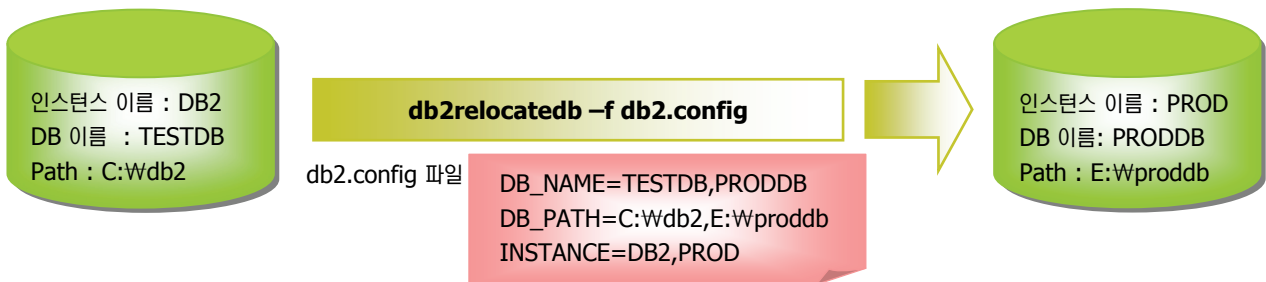 인스턴스 이름 : DB2
DB 이름 : TESTDB
Path : C:₩db2
db2relocatedb –f db2.config
db2.config 파일
DB_NAME=TESTDB,PRODDB
DB_PATH=C:₩db2,E:₩proddb
INSTANCE=DB2,PROD
인스턴스 이름 : PROD
DB 이름: PRODDB
Path : E:₩proddb